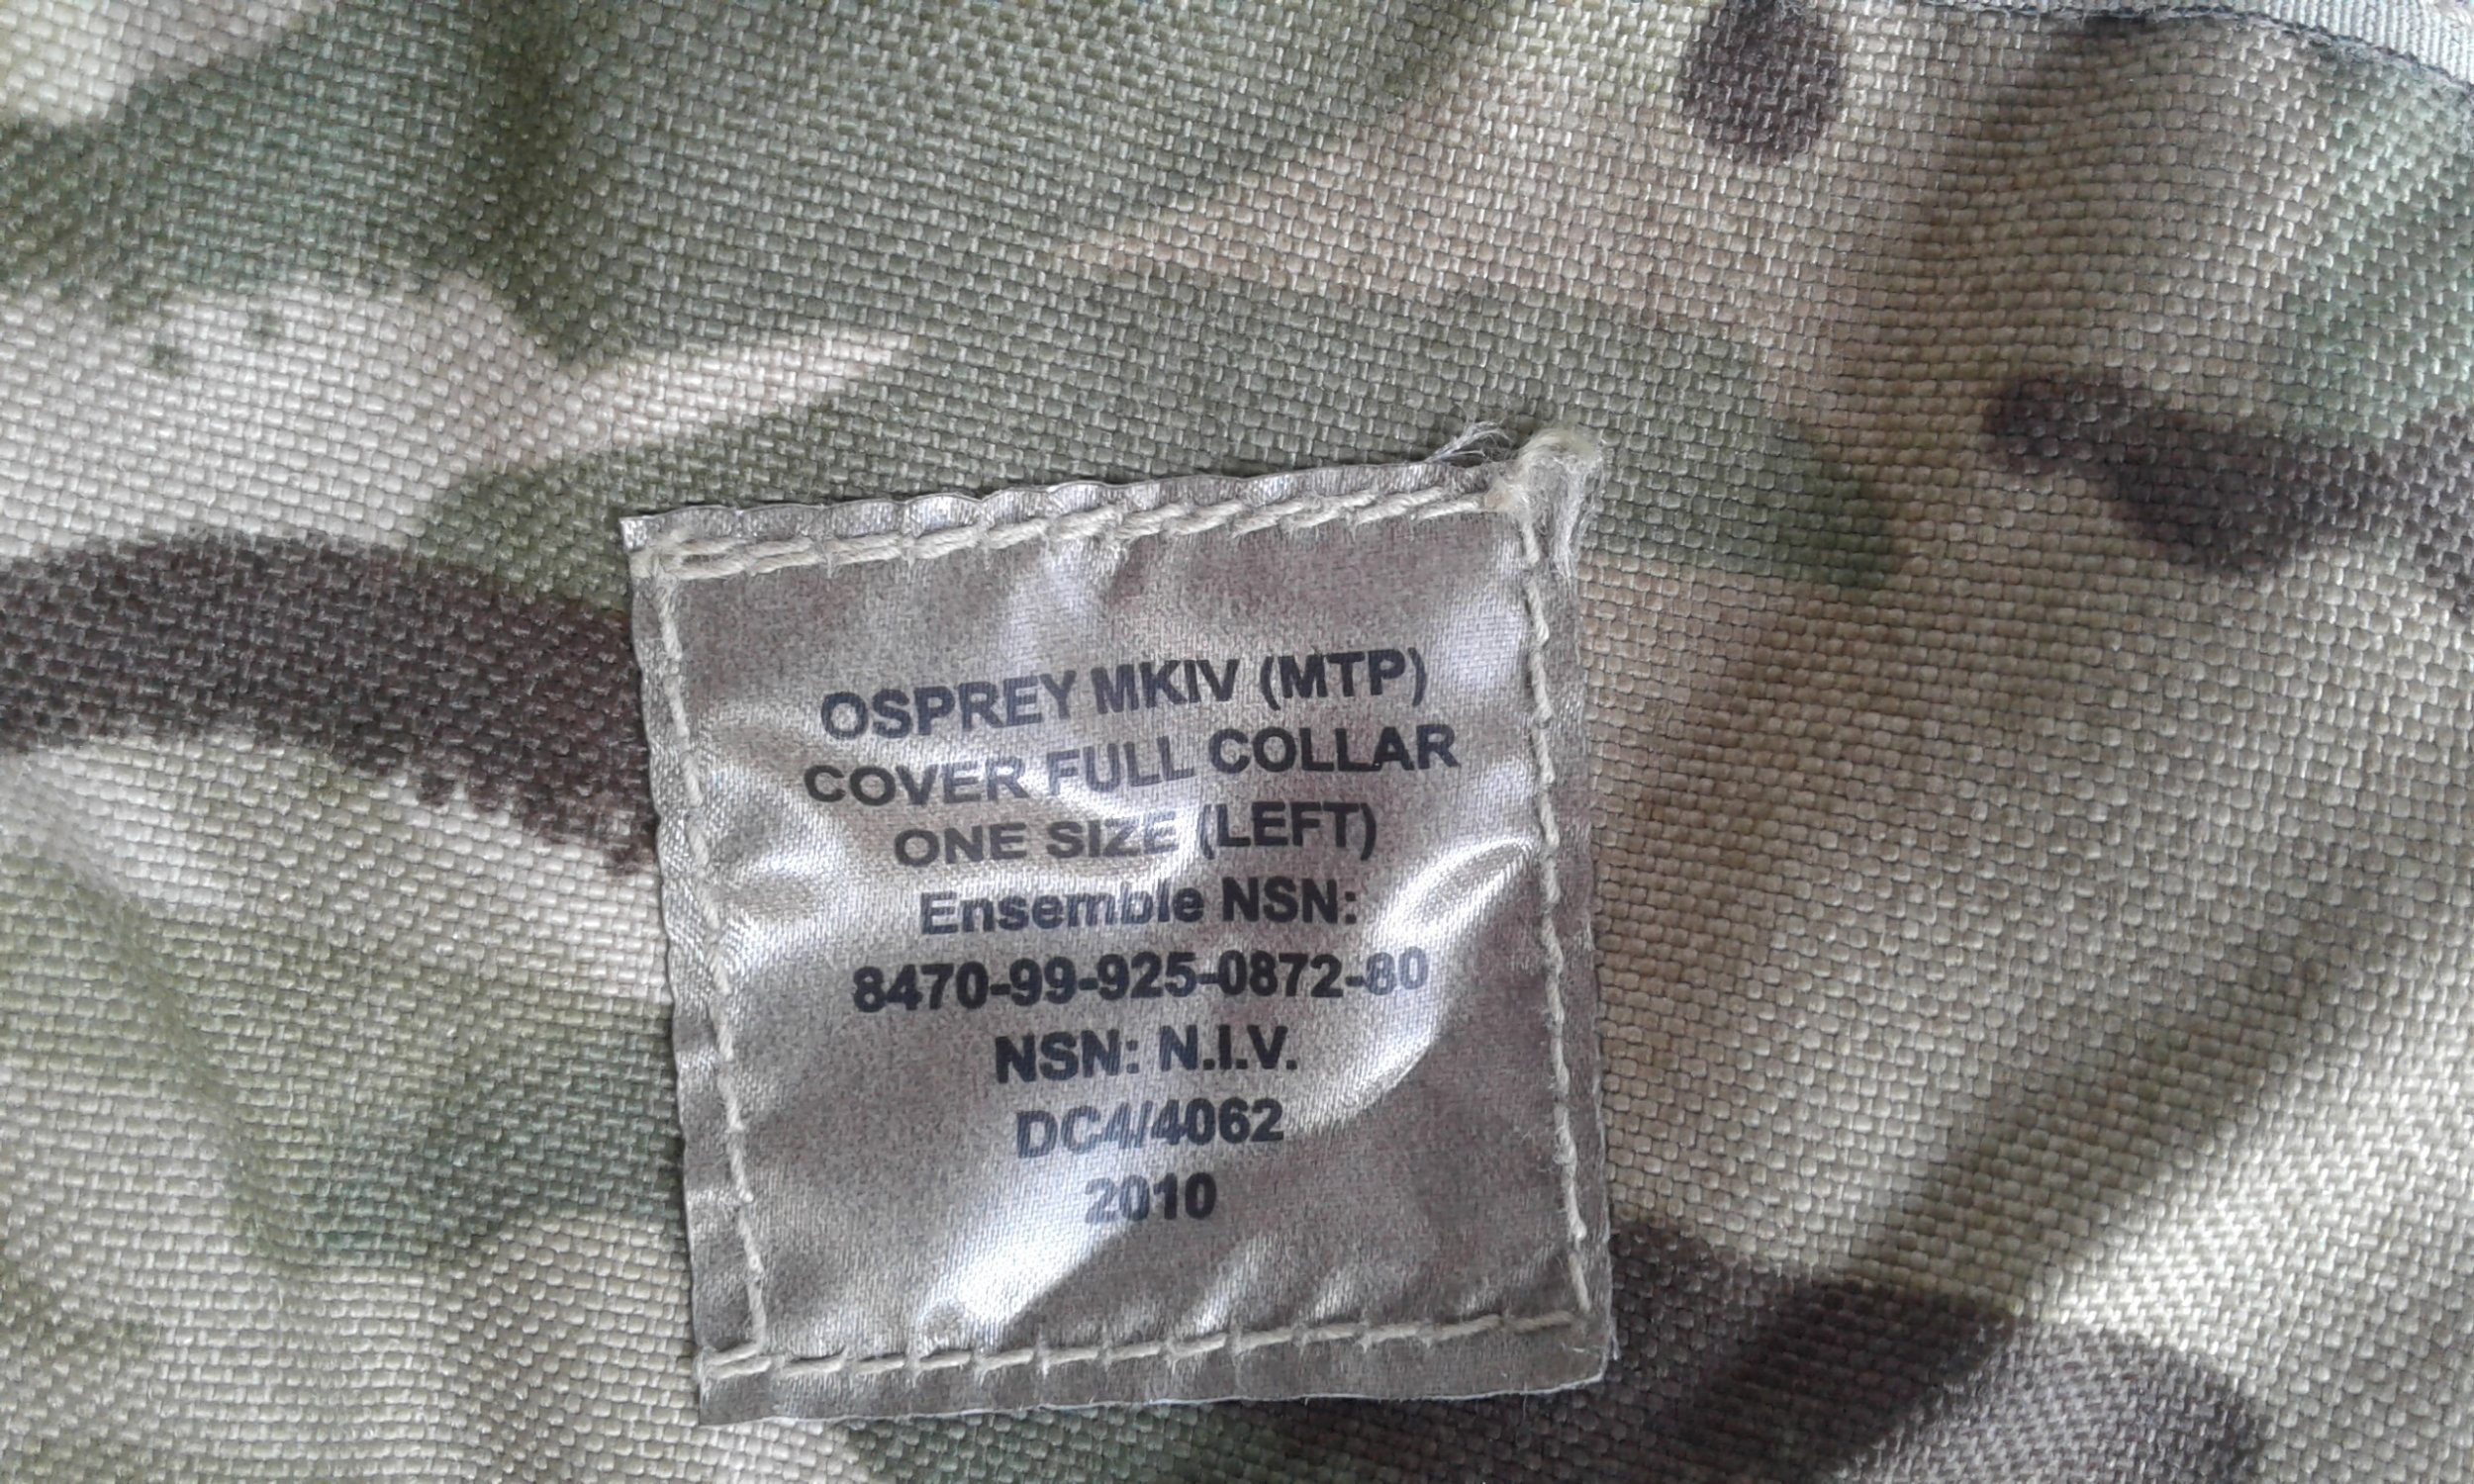 OSPREY MKIV (MTP)
COVER FULL COLLAR
ONE SIZE (LEFT)
Ensemble NSN:
8470-99-925-0872-80
NSN: N.I.V.
DC4/4062
2010